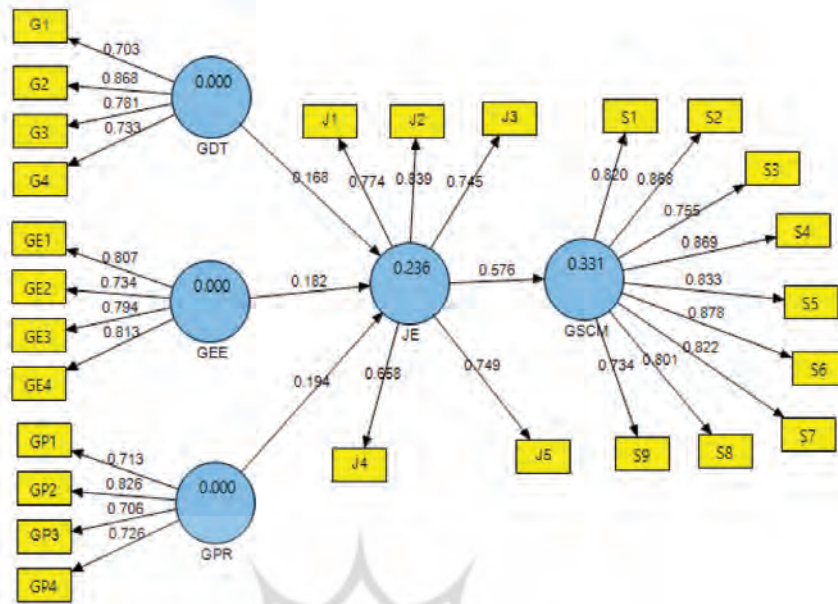 G1
0.703
G2
0.868
G3
0.781
G4
0.733
0.000
GDT
0.168
GE1
0.807
GE2
0.734
GE3
0.794
GE4
0.813
0.000
GEE
0.182
GP1
0.713
GP2
0.826
GP3
0.706
GP4
0.726
0.000
GPR
0.194
J1
J2
J3
0.774
0.839
0.745
0.236
JE
0.576
0.658
0.749
J4
J5
S1
S2
S3
S4
S5
S6
S7
S8
S9
0.820
0.868
0.755
0.869
0.833
0.878
0.822
0.801
0.734
0.331
GSCM